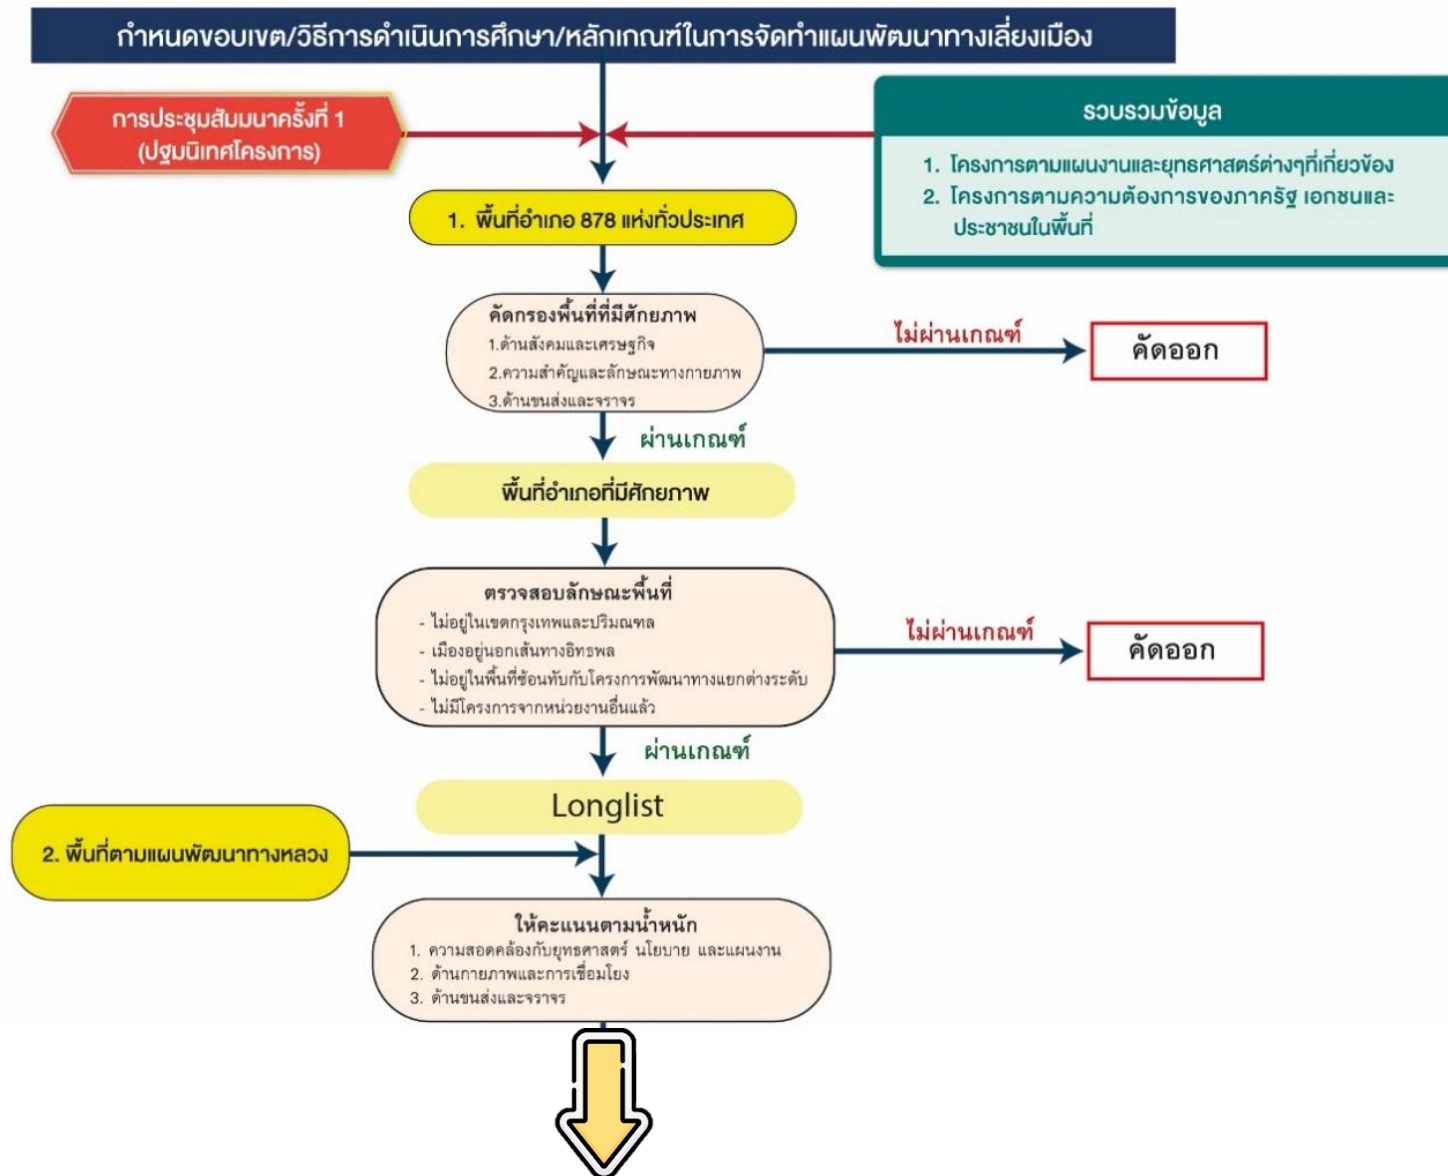 กำหนดขอบเขต/วิธีการดำเนินการศึกษา/หลักเกณฑ์ในการจัดทำแผนพัฒนาทางเลี่ยงเมือง
การประชุมสัมมนาครั้งที่ 1
(ปฐมนิเทศโครงการ)
รวบรวมข้อมูล
1. โครงการตามแผนงานและยุทธศาสตร์ต่างๆที่เกี่ยวข้อง
2. โครงการตามความต้องการของภาครัฐ เอกชนและ
ประชาชนในพื้นที่
1. พื้นที่อำเภอ 878 แห่งทั่วประเทศ
คัดกรองพื้นที่ที่มีศักยภาพ
1.ด้านสังคมและเศรษฐกิจ
2.ความสำคัญและลักษณะทางกายภาพ
3.ด้านขนส่งและจราจร
ไม่ผ่านเกณฑ์
คัดออก
ผ่านเกณฑ์
พื้นที่อำเภอที่มีศักยภาพ
ตรวจสอบลักษณะพื้นที่
- ไม่อยู่ในเขตกรุงเทพและปริมณฑล
- เมืองอยู่นอกเส้นทางอิทธพล
- ไม่อยู่ในพื้นที่ซ้อนทับกับโครงการพัฒนาทางแยกต่างระดับ
- ไม่มีโครงการจากหน่วยงานอื่นแล้ว
ไม่ผ่านเกณฑ์
คัดออก
ผ่านเกณฑ์
Longlist
2. พื้นที่ตามแผนพัฒนาทางหลวง
ให้คะแนนตามน้ำหนัก
1. ความสอดคล้องกับยุทธศาสตร์ นโยบาย และแผนงาน
2. ด้านกายภาพและการเชื่อมโยง
3. ด้านขนส่งและจราจร